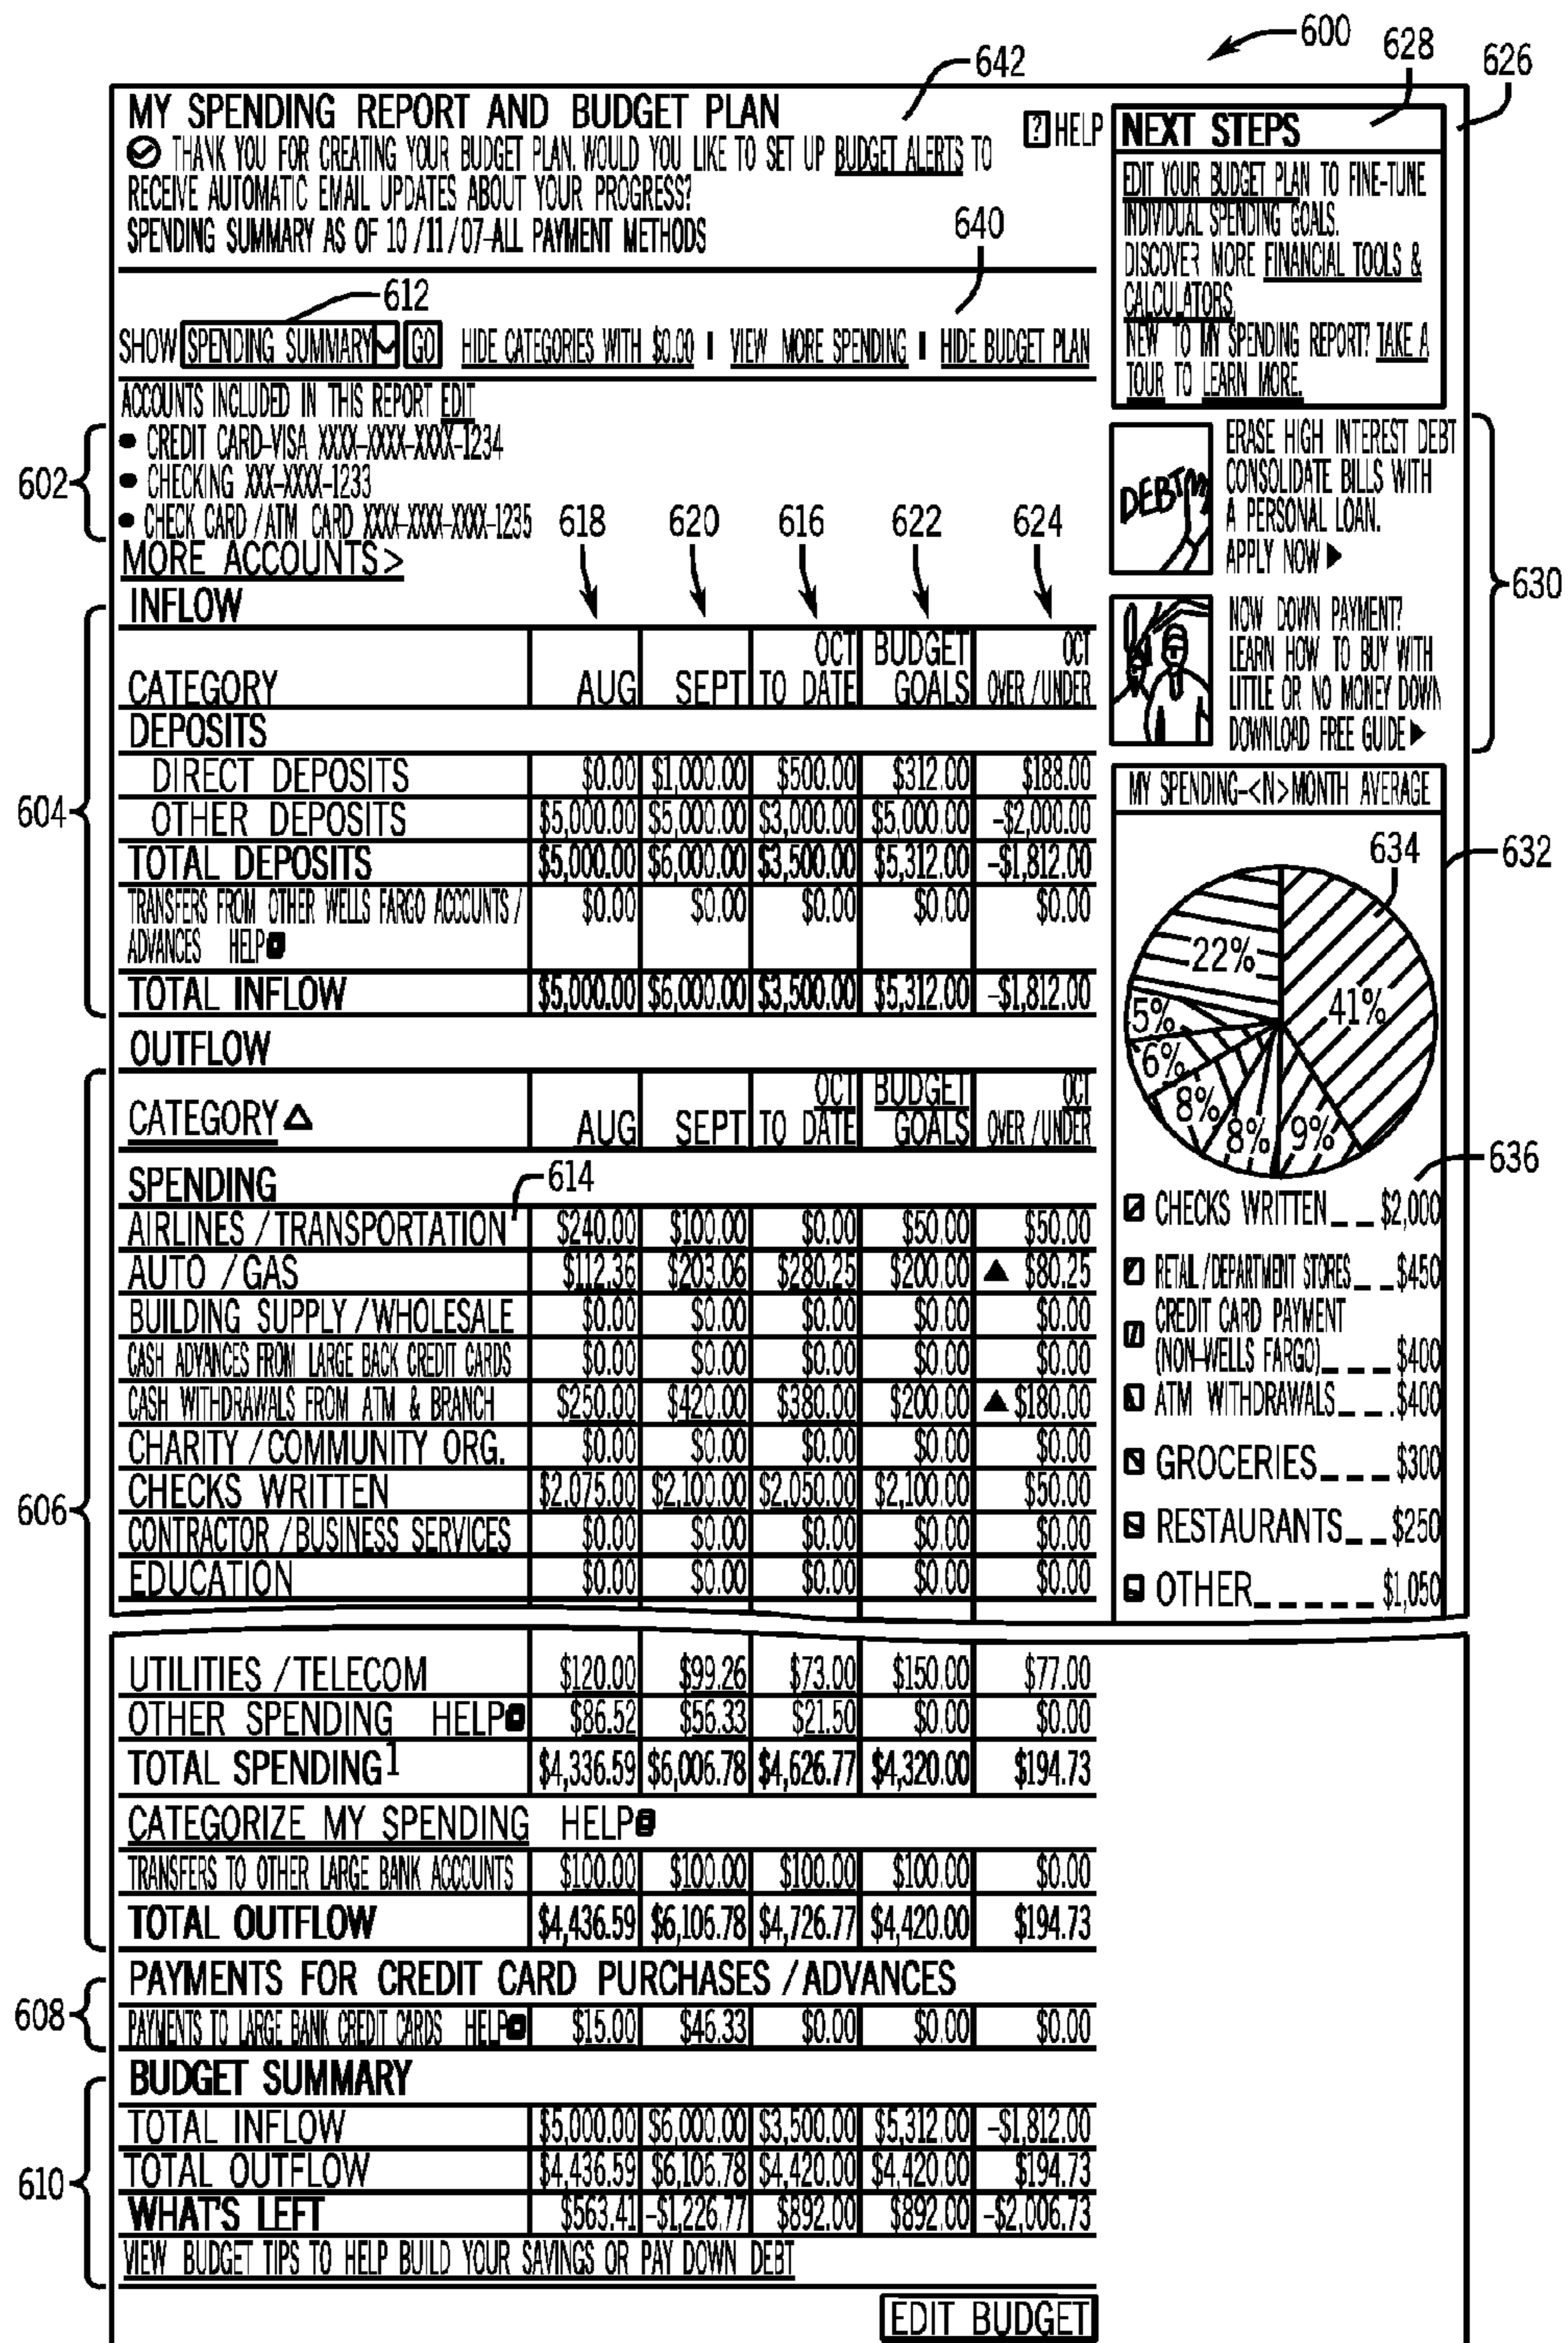 600
642
628
626
MY SPENDING REPORT AND BUDGET PLAN
THANK YOU FOR CREATING YOUR BUDGET PLAN. WOULD YOU LIKE TO SET UP BUDGET ALERTS TO
RECEIVE AUTOMATIC EMAIL UPDATES ABOUT YOUR PROGRESS?
SPENDING SUMMARY AS OF 10 /11/07-ALL PAYMENT METHODS
? HELP
640
612
SHOW SPENDING SUMMARY GO HIDE CATEGORIES WITH $0.00 | VIEW MORE SPENDING | HIDE BUDGET PLAN
ACCOUNTS INCLUDED IN THIS REPORT EDIT
602
• CREDIT CARD-VISA XXXX-XXXX-XXXX-1234
• CHECKING XXX-XXXX-1233
• CHECK CARD /ATM CARD XXXX-XXXX-XXXX-1235
MORE ACCOUNTS>
618 620 616 622 624
604
INFLOW
CATEGORY AUG SEPT OCT TO DATE BUDGET GOALS OCT OVER /UNDER
DEPOSITS
DIRECT DEPOSITS $0.00 $1,000.00 $500.00 $312.00 $188.00
OTHER DEPOSITS $5,000.00 $5,000.00 $3,000.00 $5,000.00 -$2,000.00
TOTAL DEPOSITS $5,000.00 $6,000.00 $3,500.00 $5,312.00 -$1,812.00
TRANSFERS FROM OTHER WELLS FARGO ACCOUNTS / $0.00 $0.00 $0.00 $0.00 $0.00
ADVANCES HELP
TOTAL INFLOW $5,000.00 $6,000.00 $3,500.00 $5,312.00 -$1,812.00
606
OUTFLOW
CATEGORY AUG SEPT OCT TO DATE BUDGET GOALS OCT OVER /UNDER
SPENDING
614
AIRLINES /TRANSPORTATION $240.00 $100.00 $0.00 $50.00 $50.00
AUTO /GAS $112.36 $203.06 $280.25 $200.00 ▲ $80.25
BUILDING SUPPLY /WHOLESALE $0.00 $0.00 $0.00 $0.00 $0.00
CASH ADVANCES FROM LARGE BACK CREDIT CARDS $0.00 $0.00 $0.00 $0.00 $0.00
CASH WITHDRAWALS FROM ATM & BRANCH $250.00 $420.00 $380.00 $200.00 ▲ $180.00
CHARITY /COMMUNITY ORG. $0.00 $0.00 $0.00 $0.00 $0.00
CHECKS WRITTEN $2,075.00 $2,100.00 $2,050.00 $2,100.00 $50.00
CONTRACTOR /BUSINESS SERVICES $0.00 $0.00 $0.00 $0.00 $0.00
EDUCATION $0.00 $0.00 $0.00 $0.00 $0.00
UTILITIES /TELECOM $120.00 $99.26 $73.00 $150.00 $77.00
OTHER SPENDING HELP $86.52 $56.33 $21.50 $0.00 $0.00
TOTAL SPENDING1 $4,336.59 $6,006.78 $4,626.77 $4,320.00 $194.73
CATEGORIZE MY SPENDING HELP
TRANSFERS TO OTHER LARGE BANK ACCOUNTS $100.00 $100.00 $100.00 $100.00 $0.00
TOTAL OUTFLOW $4,436.59 $6,106.78 $4,726.77 $4,420.00 $194.73
608
PAYMENTS FOR CREDIT CARD PURCHASES /ADVANCES
PAYMENTS TO LARGE BANK CREDIT CARDS HELP $15.00 $46.33 $0.00 $0.00 $0.00
610
BUDGET SUMMARY
TOTAL INFLOW $5,000.00 $6,000.00 $3,500.00 $5,312.00 -$1,812.00
TOTAL OUTFLOW $4,436.59 $6,106.78 $4,420.00 $4,420.00 $194.73
WHAT'S LEFT $563.41 -$1,226.77 $892.00 $892.00 -$2,006.73
VIEW BUDGET TIPS TO HELP BUILD YOUR SAVINGS OR PAY DOWN DEBT
EDIT BUDGET
NEXT STEPS
EDIT YOUR BUDGET PLAN TO FINE-TUNE
INDIVIDUAL SPENDING GOALS.
DISCOVER MORE FINANCIAL TOOLS &
CALCULATORS.
NEW TO MY SPENDING REPORT? TAKE A
TOUR TO LEARN MORE.
630
DEBT
ERASE HIGH INTEREST DEBT
CONSOLIDATE BILLS WITH
A PERSONAL LOAN.
APPLY NOW ▶
NOW DOWN PAYMENT?
LEARN HOW TO BUY WITH
LITTLE OR NO MONEY DOWN
DOWNLOAD FREE GUIDE ▶
MY SPENDING-<N>MONTH AVERAGE
632
634
22%
41%
5%
6%
8%
8%
9%
636
CHECKS WRITTEN__$2,000
RETAIL /DEPARTMENT STORES__$450
CREDIT CARD PAYMENT
(NON-WELLS FARGO)___$400
ATM WITHDRAWALS__.$400
GROCERIES___$300
RESTAURANTS__$250
OTHER_____$1,050